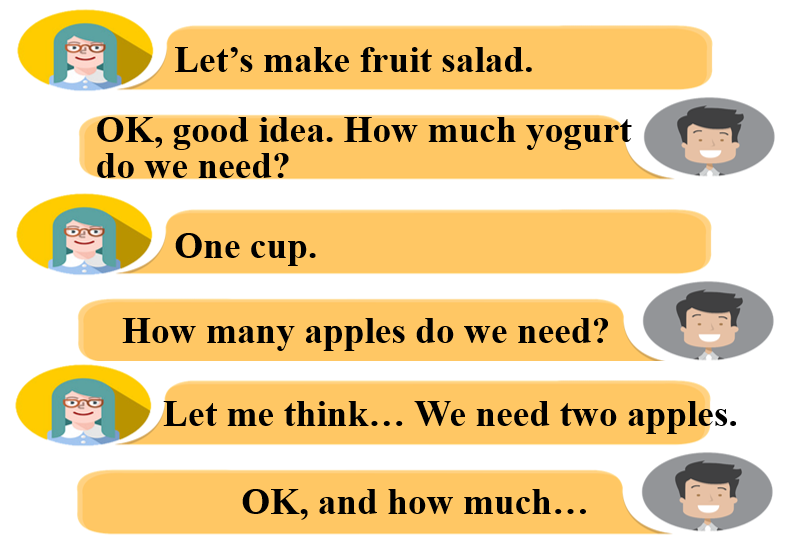 Let’s make fruit salad.
OK, good idea. How much yogurt
do we need?
One cup.
How many apples do we need?
Let me think… We need two apples.
OK, and how much…